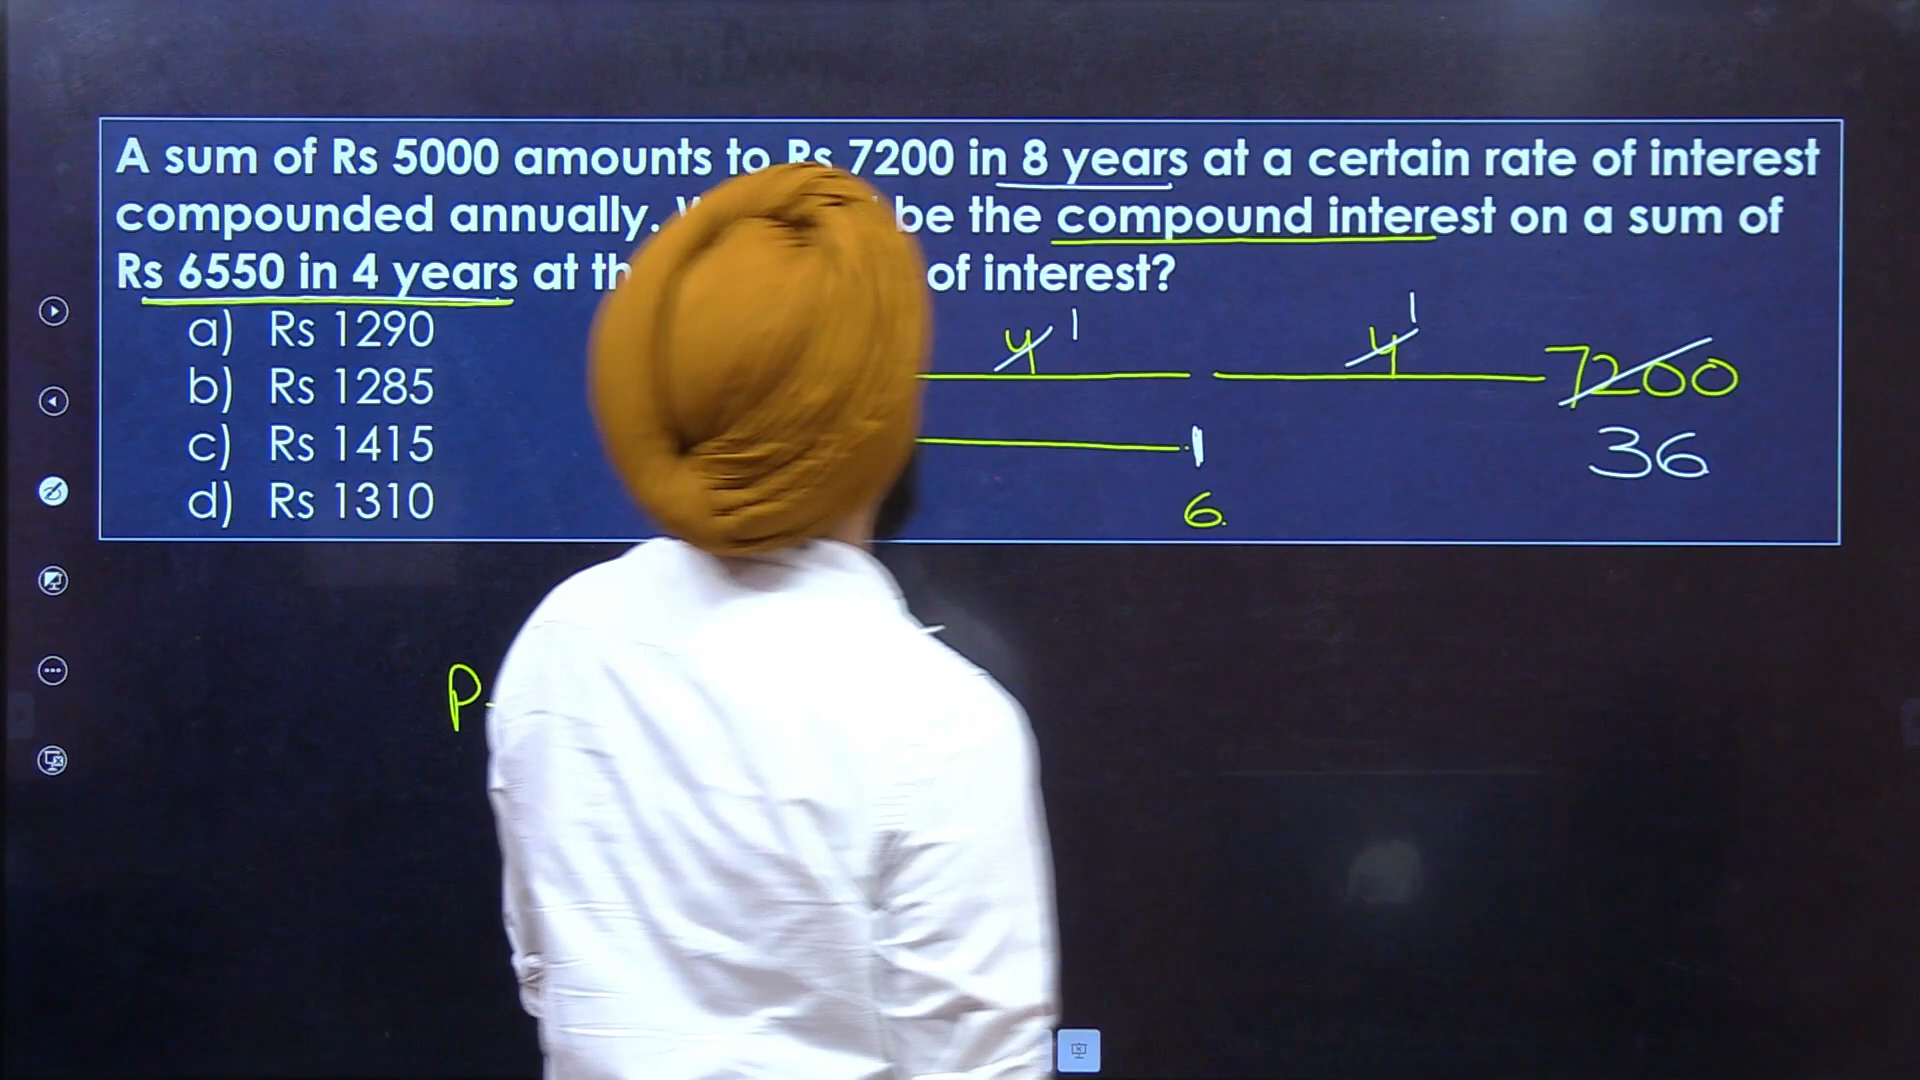 A sum of Rs 5000 amounts to Rs 7200 in 8 years at a certain rate of interest
compounded annually. be the compound interest on a sum of
Rs 6550 in 4 years at of interest?
a) Rs 1290
b) Rs 1285
c) Rs 1415
d) Rs 1310
4 1 4 1 7200
36
6
P